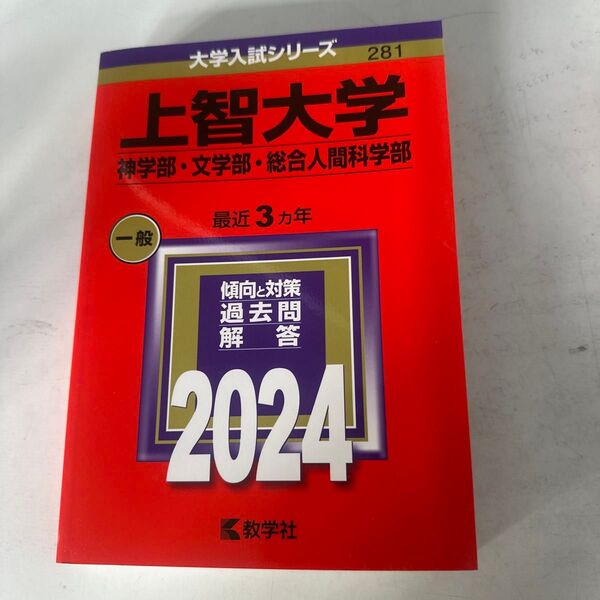 大学入試シリーズ
281
上智大学
神学部・文学部・総合人間科学部
最近3ヵ年
一般
傾向と対策
過去問
解答
2024
教学社